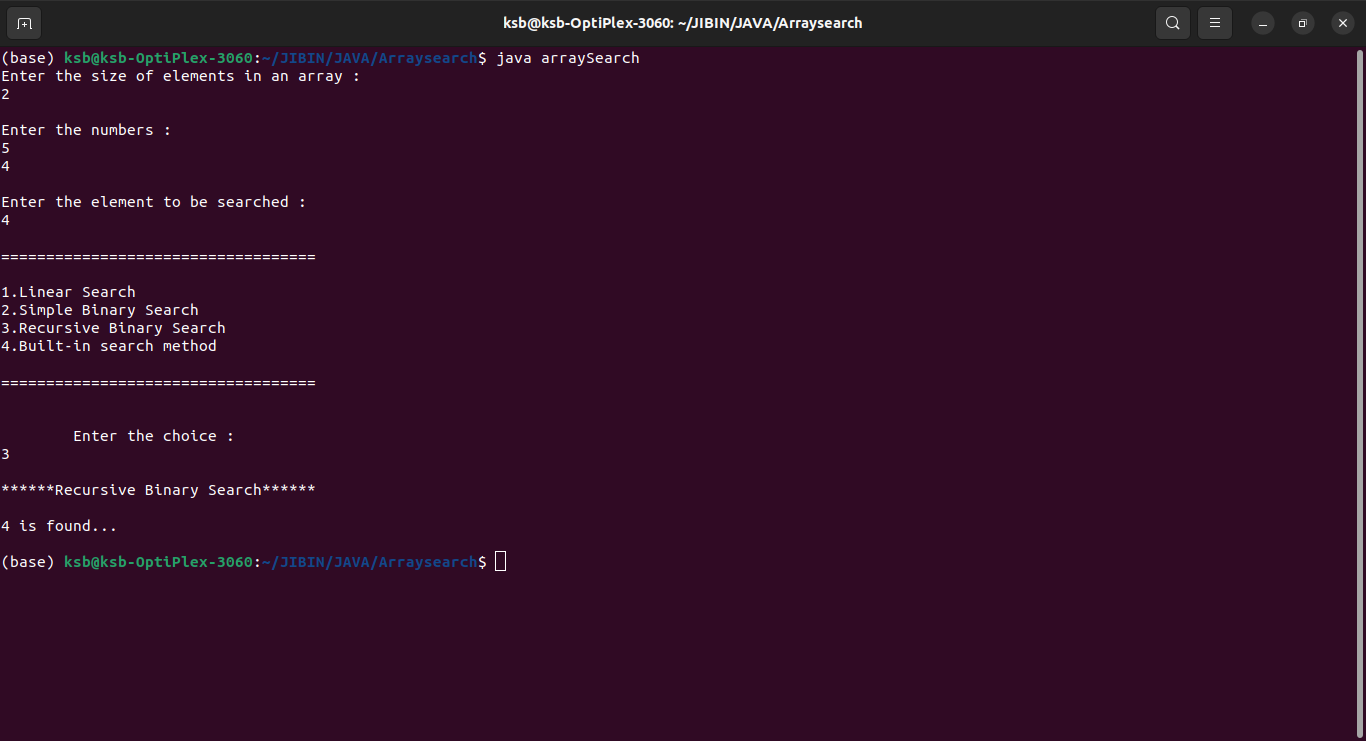 ksb@ksb-OptiPlex-3060: ~/JIBIN/JAVA/Arraysearch
(base) ksb@ksb-OptiPlex-3060:~/JIBIN/JAVA/Arraysearch$ java arraySearch
Enter the size of elements in an array :
2
Enter the numbers :
5
4
Enter the element to be searched :
4
===================================
1.Linear Search
2.Simple Binary Search
3.Recursive Binary Search
4.Built-in search method
===================================
Enter the choice :
3
******Recursive Binary Search******
4 is found...
(base) ksb@ksb-OptiPlex-3060:~/JIBIN/JAVA/Arraysearch$